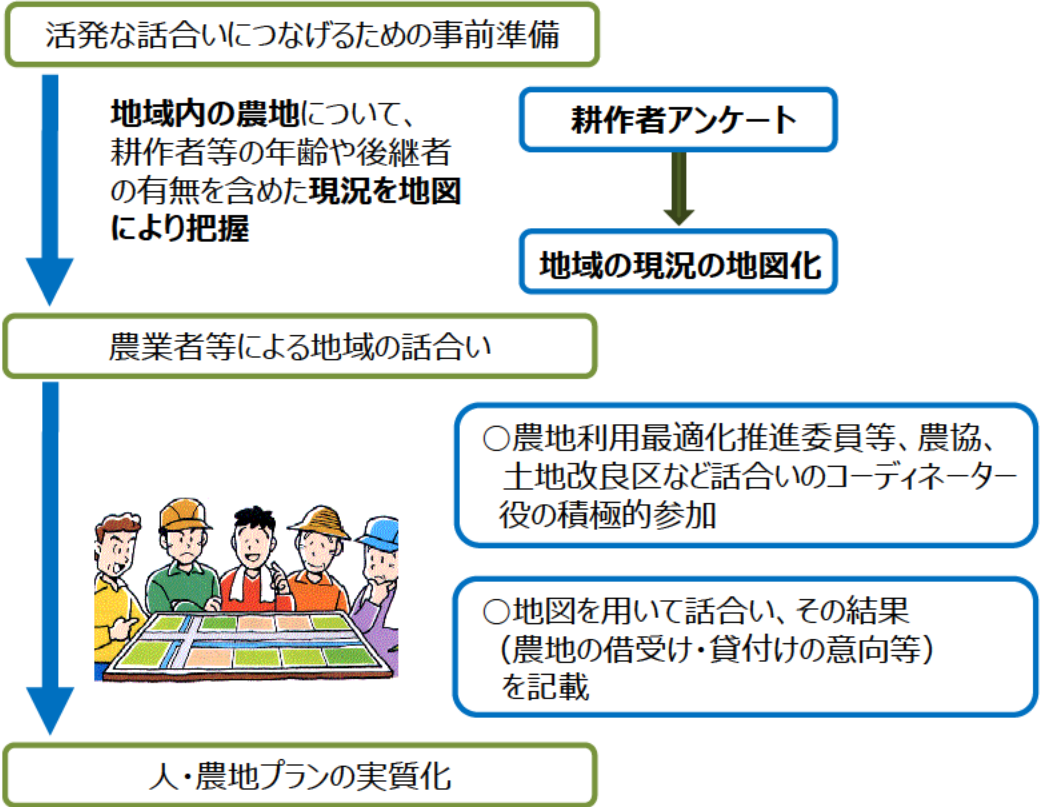 活発な話合いにつなげるための事前準備
地域内の農地について、
耕作者等の年齢や後継者
の有無を含めた現況を地図
により把握
耕作者アンケート
地域の現況の地図化
農業者等による地域の話合い
○農地利用最適化推進委員等、農協、
土地改良区など話合いのコーディネーター
役の積極的参加
○地図を用いて話合い、その結果
（農地の借受け・貸付けの意向等）
を記載
人・農地プランの実質化